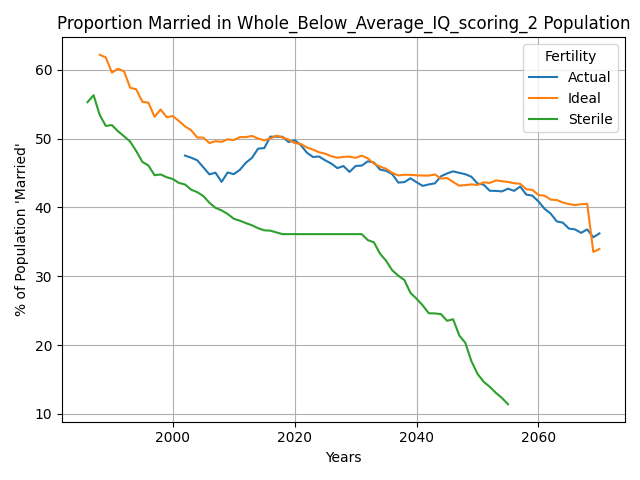 Proportion Married in Whole_Below_Average_IQ_scoring_2 Population
Fertility
Actual
Ideal
Sterile
% of Population 'Married'
60
50
40
30
20
10
2000
2020
2040
2060
Years